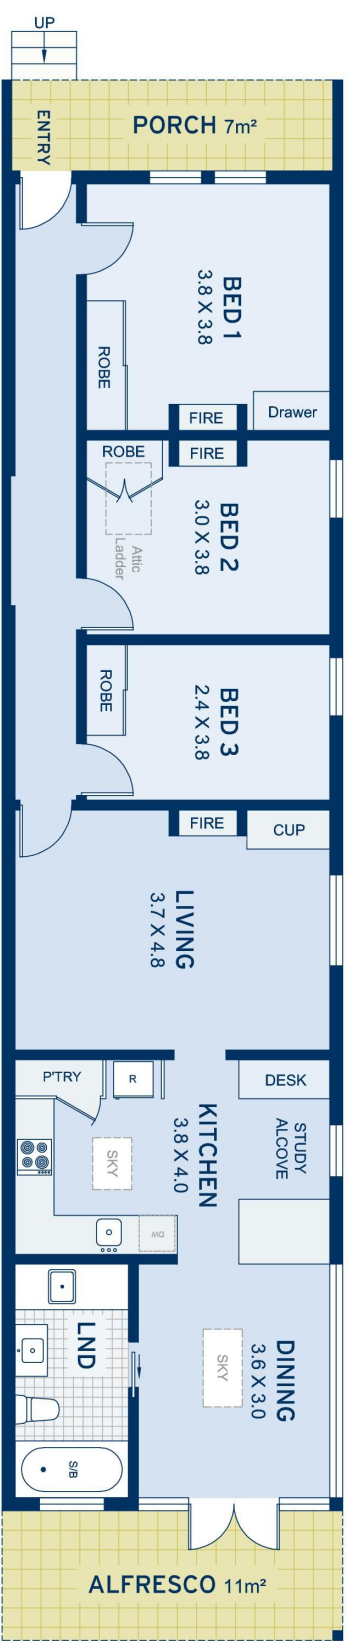 UP
ENTRY
PORCH 7m²
BED 1
3.8 X 3.8
ROBE
FIRE
Drawer
ROBE
FIRE
Attic
Ladder
BED 2
3.0 X 3.8
ROBE
BED 3
2.4 X 3.8
FIRE
CUP
LIVING
3.7 X 4.8
P'TRY
R
DESK
KITCHEN
3.8 X 4.0
STUDY
ALCOVE
SKY
DW
LND
DINING
3.6 X 3.0
SKY
S/B
ALFRESCO 11m²